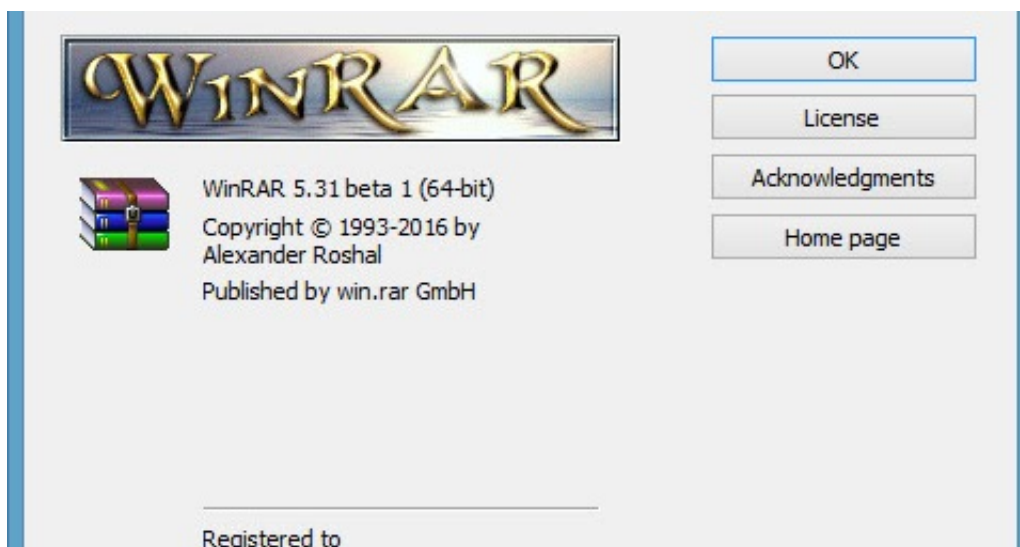 WINRAR
OK
License
Acknowledgments
Home page
WinRAR 5.31 beta 1 (64-bit)
Copyright © 1993-2016 by
Alexander Roshal
Published by win.rar GmbH
Registered to